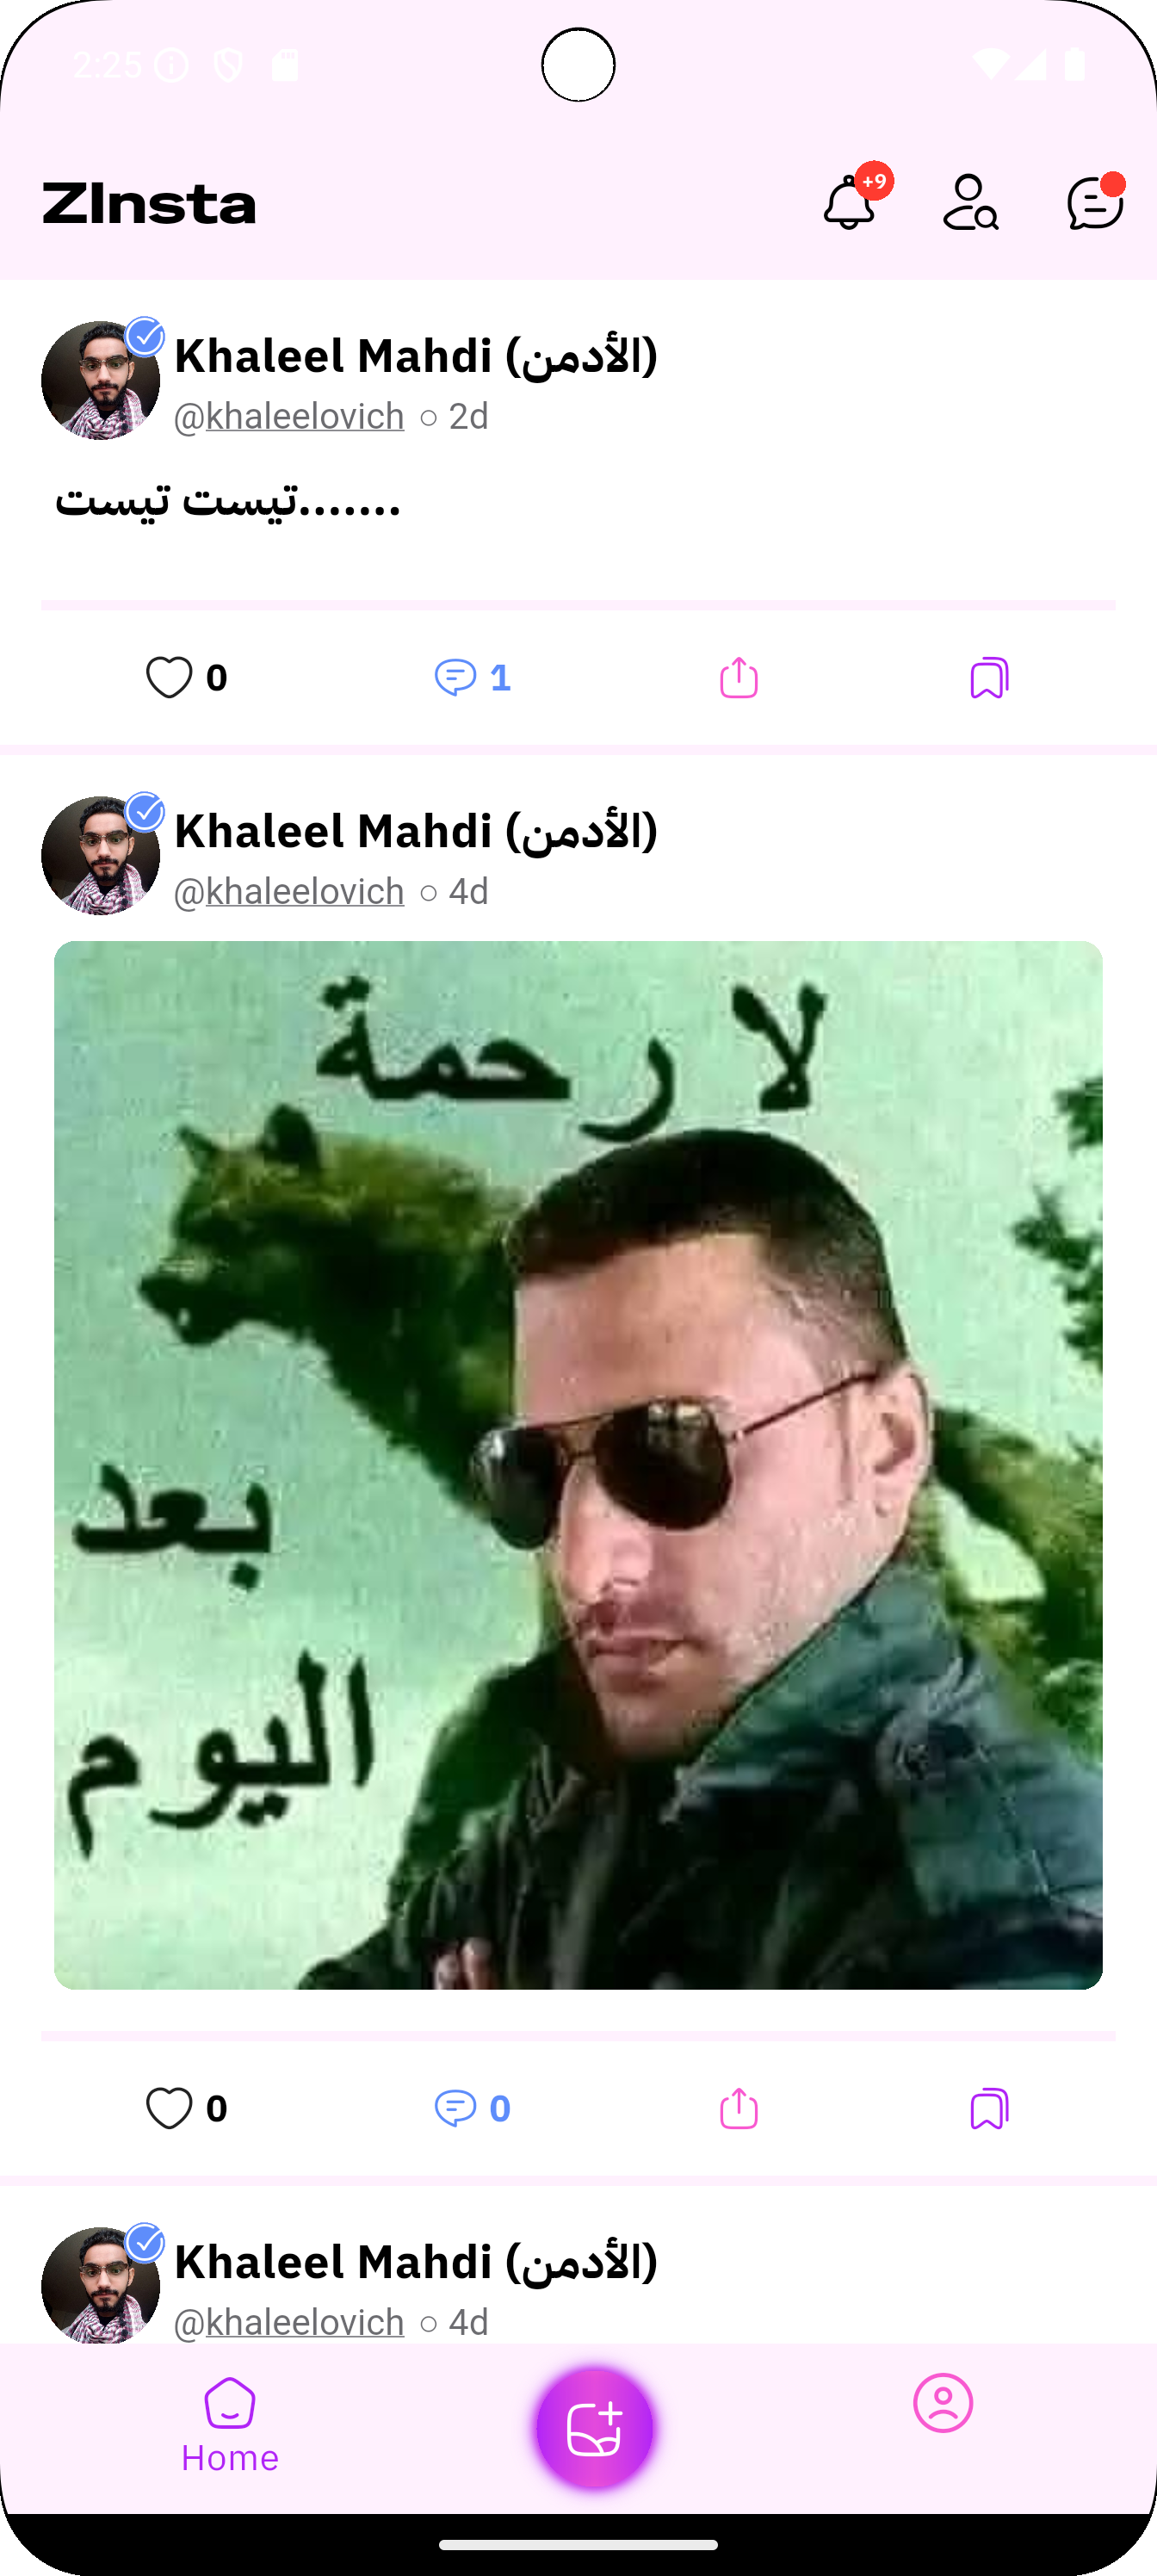 2:25
ZInsta
+9
Khaleel Mahdi (الأدمن)
@khaleelovich ○ 2d
تيست تيست.......
0 1
Khaleel Mahdi (الأدمن)
@khaleelovich ○ 4d
لا رحمة
بعد
اليوم
0 0
Khaleel Mahdi (الأدمن)
@khaleelovich ○ 4d
Home